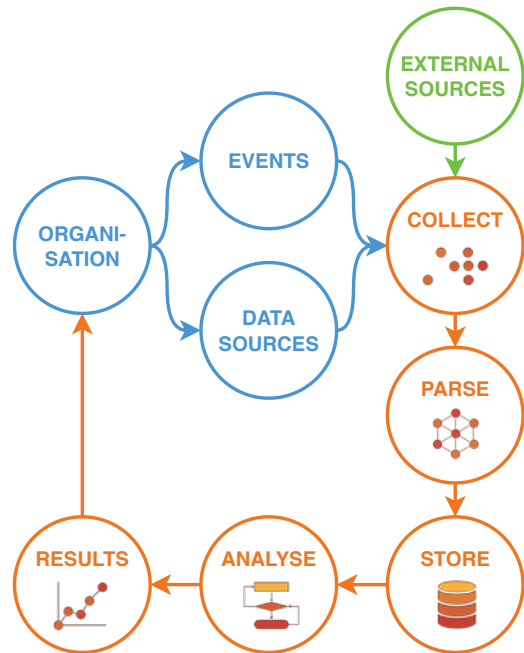 EXTERNAL
SOURCES
EVENTS
ORGANI-
SATION
COLLECT
DATA
SOURCES
PARSE
RESULTS
ANALYSE
STORE